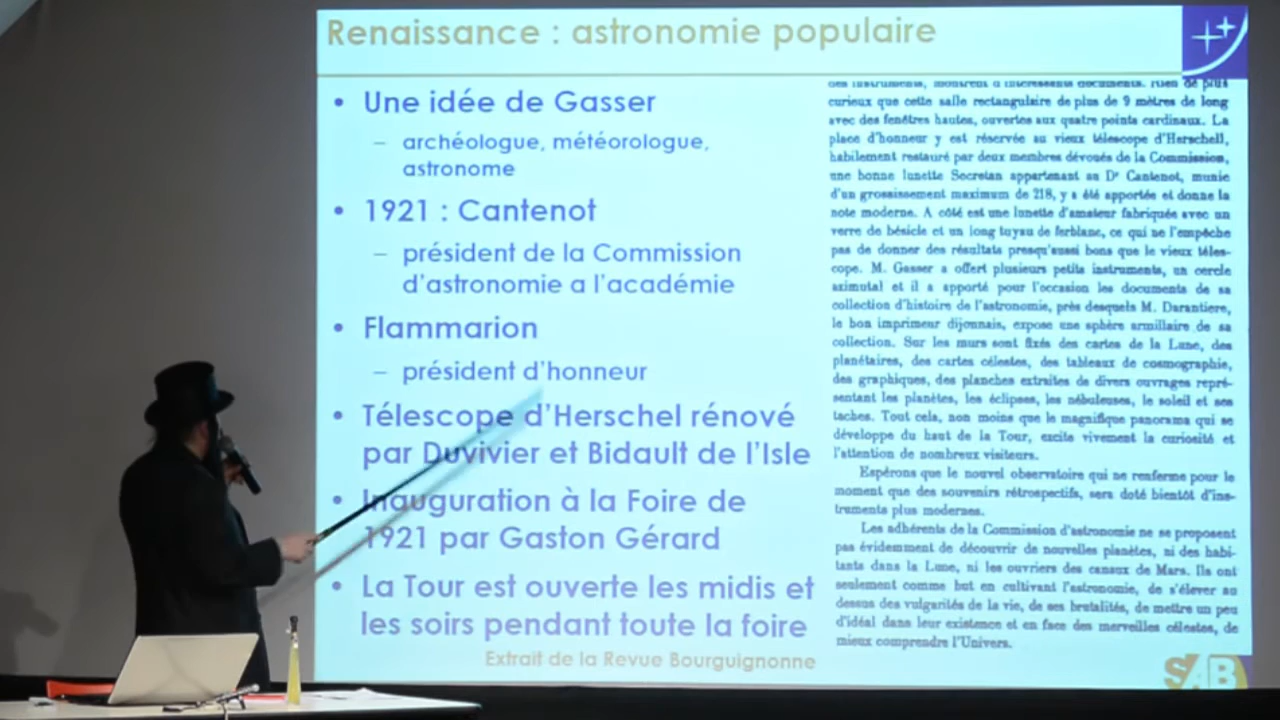 Renaissance : astronomie populaire
• Une idée de Gasser
– archéologue, météorologue,
astronome
• 1921 : Cantenot
– président de la Commission
d'astronomie a l'académie
• Flammarion
– président d'honneur
• Télescope d'Herschel rénové
par Duvivier et Bidault de l'Isle
• Inauguration à la Foire de
1921 par Gaston Gérard
• La Tour est ouverte les midis et
les soirs pendant toute la foire
Extrait de la Revue Bourguignonne
des instruments, montrent d'intéressants documents. Rien de plus
curieux que cette salle rectangulaire de plus de 9 mètres de long
avec des fenêtres hautes, ouvertes aux quatre points cardinaux. La
place d'honneur y est réservée au vieux télescope d'Herschell,
habilement restauré par deux membres dévoués de la Commission,
une bonne lunette Secretan appartenant au Dr Cantenot, munie
d'un grossissement maximum de 218, y a été apportée et donne la
note moderne. A côté est une lunette d'amateur fabriquée avec un
verre de bésicle et un long tuyau de ferblanc, ce qui ne l'empêche
pas de donner des résultats presqu'aussi bons que le vieux téles-
cope. M. Gasser a offert plusieurs petits instruments, un cercle
azimutal et il a apporté pour l'occasion les documents de sa
collection d'histoire de l'astronomie, près desquels M. Darantiere,
le bon imprimeur dijonnais, expose une sphère armillaire de sa
collection. Sur les murs sont fixés des cartes de la Lune, des
planétaires, des cartes célestes, des tableaux de cosmographie,
des graphiques, des planches extraites de divers ouvrages repré-
sentant les planètes, les éclipses, les nébuleuses, le soleil et ses
taches. Tout cela, non moins que le magnifique panorama qui se
développe du haut de la Tour, excite vivement la curiosité et
l'attention de nombreux visiteurs.
Espérons que le nouvel observatoire qui ne renferme pour le
moment que des souvenirs rétrospectifs, sera doté bientôt d'ins-
truments plus modernes.
Les adhérents de la Commission d'astronomie ne se proposent
pas évidemment de découvrir de nouvelles planètes, ni des habi-
tants dans la Lune, ni les ouvriers des canaux de Mars. Ils ont
seulement comme but en cultivant l'astronomie, de s'élever au
dessus des vulgarités de la vie, de ses brutalités, de mettre un peu
d'idéal dans leur existence et en face des merveilles célestes, de
mieux comprendre l'Univers.
SAB